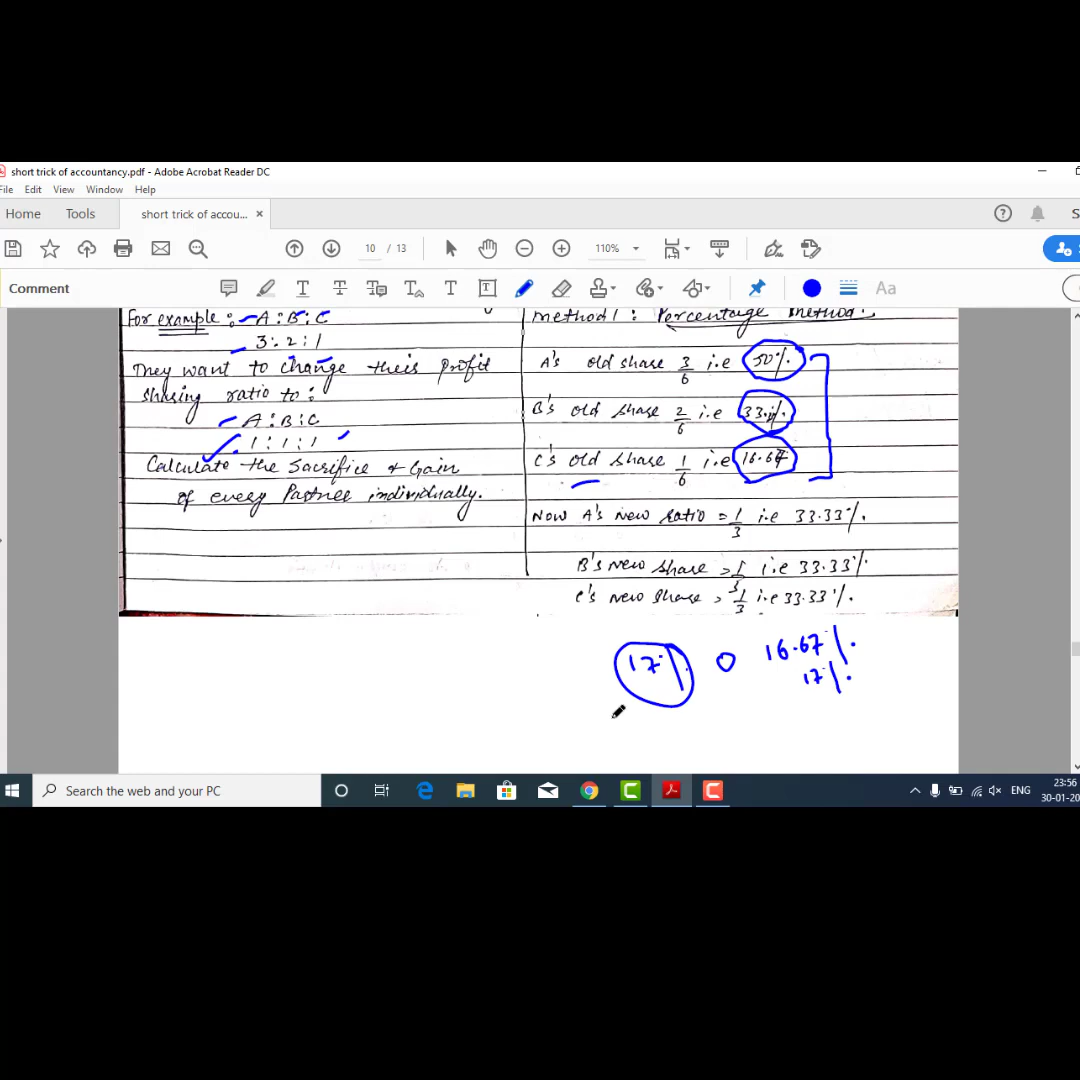 short trick of accountancy.pdf - Adobe Acrobat Reader DC
File Edit View Window Help
Home Tools short trick of accou... ×
10 / 13 110%
Comment Aa
For example :- A : B : C
3 : 2 : 1
They want to change their profit
sharing ratio to :
A : B : C
1 : 1 : 1
Calculate the Sacrifice & Gain
of every Partner individually.
Method 1 : Percentage Method :
A's old share 3/6 i.e 50%.
B's old share 2/6 i.e
C's old share 1/6 i.e 16.67
Now A's new ratio = 1/3 i.e 33.33%.
B's new share = 1/3 i.e 33.33%.
C's new share = 1/3 i.e 33.33%.
17% 0 16.67%.
17%.
Search the web and your PC
ENG
23:56
30-01-20